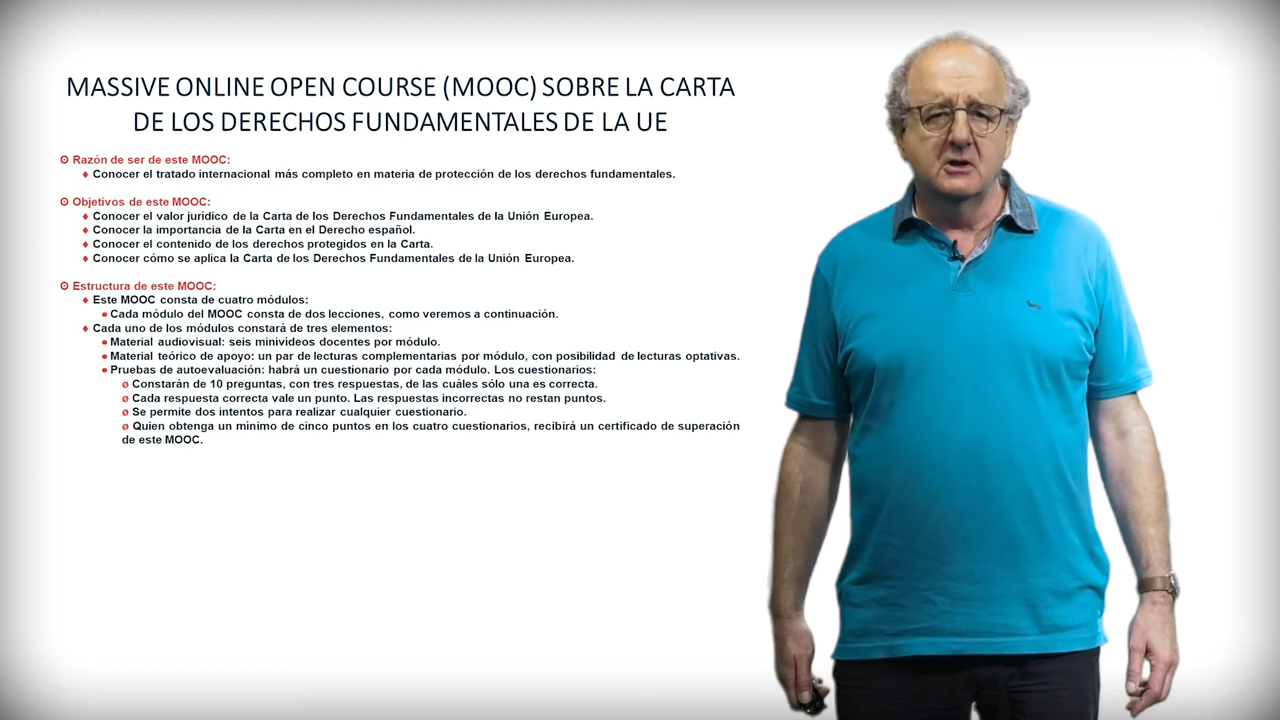 MASSIVE ONLINE OPEN COURSE (MOOC) SOBRE LA CARTA
DE LOS DERECHOS FUNDAMENTALES DE LA UE
Razón de ser de este MOOC:
Conocer el tratado internacional más completo en materia de protección de los derechos fundamentales.
Objetivos de este MOOC:
Conocer el valor jurídico de la Carta de los Derechos Fundamentales de la Unión Europea.
Conocer la importancia de la Carta en el Derecho español.
Conocer el contenido de los derechos protegidos en la Carta.
Conocer cómo se aplica la Carta de los Derechos Fundamentales de la Unión Europea.
Estructura de este MOOC:
Este MOOC consta de cuatro módulos:
Cada módulo del MOOC consta de dos lecciones, como veremos a continuación.
Cada uno de los módulos constará de tres elementos:
Material audiovisual: seis minivídeos docentes por módulo.
Material teórico de apoyo: un par de lecturas complementarias por módulo, con posibilidad de lecturas optativas.
Pruebas de autoevaluación: habrá un cuestionario por cada módulo. Los cuestionarios:
Constarán de 10 preguntas, con tres respuestas, de las cuáles sólo una es correcta.
Cada respuesta correcta vale un punto. Las respuestas incorrectas no restan puntos.
Se permite dos intentos para realizar cualquier cuestionario.
Quien obtenga un mínimo de cinco puntos en los cuatro cuestionarios, recibirá un certificado de superación
de este MOOC.